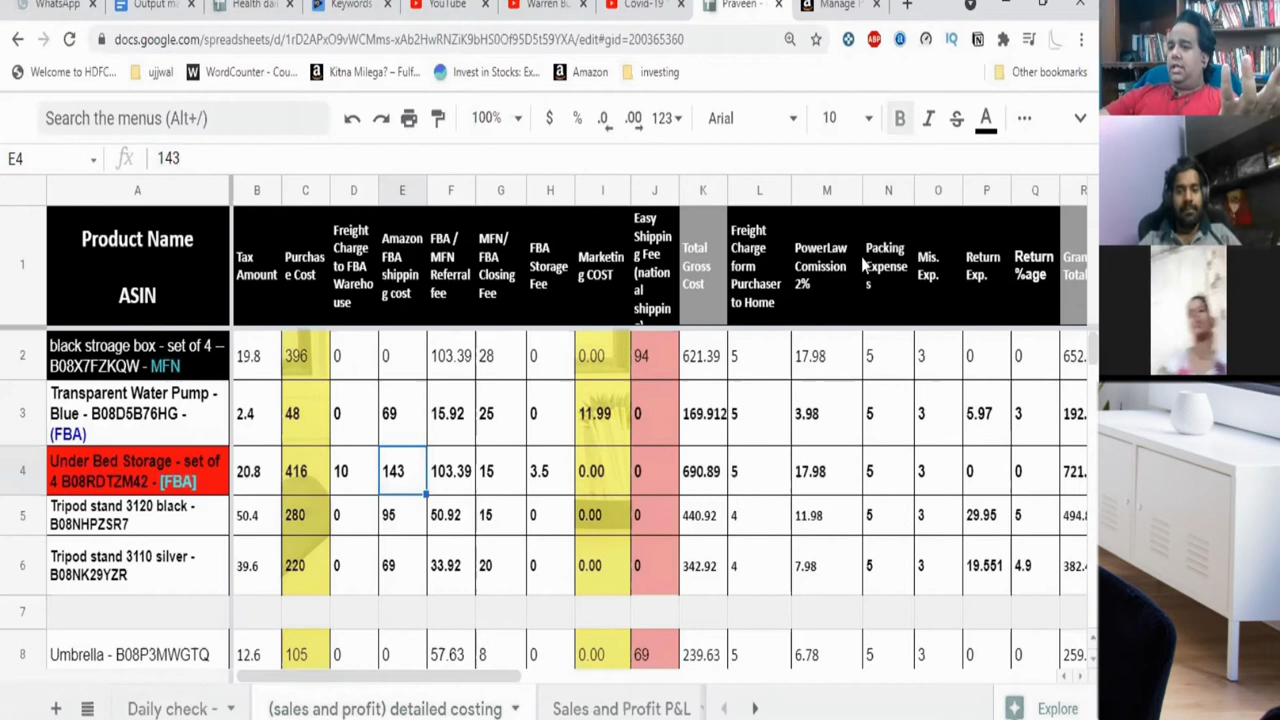 WhatsApp
Output m
Health da
Keywords
YouTube
Warren B
Covid-19
Praveen -
Manage
docs.google.com/spreadsheets/d/1rD2APxO9vWCMms-xAb2HwRNZiK9bHS0Of95D5t59YXA/edit#gid=200365360
Welcome to HDFC...
ujjwal
WordCounter - Cou...
Kitna Milega? – Fulf...
Invest in Stocks: Ex...
Amazon
investing
Other bookmarks
Search the menus (Alt+/)
100%
$ % .0 .00 123
Arial
10
B I S A
E4
fx 143
A B C D E F G H I J K L M N O P Q R
1
Product Name
ASIN
Tax
Amount
Purchas
e Cost
Freight
Charge
to FBA
Wareho
use
Amazon
FBA
shippin
g cost
FBA /
MFN
Referral
fee
MFN/
FBA
Closing
Fee
FBA
Storage
Fee
Marketin
g COST
Easy
Shippin
g Fee
(nation
al
shippin
Total
Gross
Cost
Freight
Charge
form
Purchaser
to Home
PowerLaw
Comission
2%
Packing
Expense
s
Mis.
Exp.
Return
Exp.
Return
%age
Gran
Total
2
black stroage box - set of 4 –
B08X7FZKQW - MFN
19.8 396 0 0 103.39 28 0 0.00 94 621.39 5 17.98 5 3 0 0 652.
3
Transparent Water Pump -
Blue - B08D5B76HG -
(FBA)
2.4 48 0 69 15.92 25 0 11.99 0 169.912 5 3.98 5 3 5.97 3 192.
4
Under Bed Storage - set of
4 B08RDTZM42 - [FBA]
20.8 416 10 143 103.39 15 3.5 0.00 0 690.89 5 17.98 5 3 0 0 721.
5
Tripod stand 3120 black -
B08NHPZSR7
50.4 280 0 95 50.92 15 0 0.00 0 440.92 4 11.98 5 3 29.95 5 494.8
6
Tripod stand 3110 silver -
B08NK29YZR
39.6 220 0 69 33.92 20 0 0.00 0 342.92 4 7.98 5 3 19.551 4.9 382.
7
8
Umbrella - B08P3MWGTQ
12.6 105 0 0 57.63 8 0 0.00 69 239.63 5 6.78 5 3 0 0 259.
Daily check -
(sales and profit) detailed costing
Sales and Profit P&L
Explore